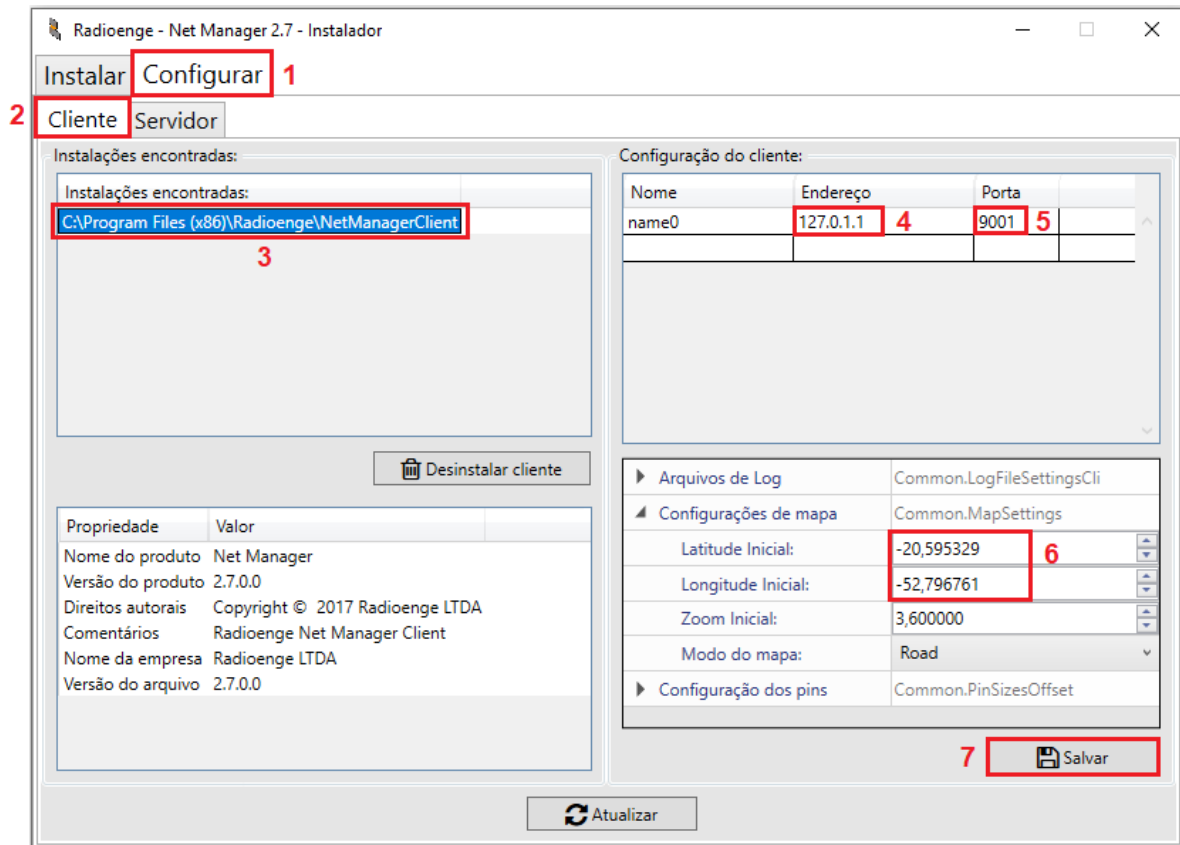 Radioenge - Net Manager 2.7 - Instalador
Instalar Configurar 1
2 Cliente Servidor
Instalações encontradas:
Instalações encontradas:
C:\Program Files (x86)\Radioenge\NetManagerClient
3
Desinstalar cliente
Propriedade Valor
Nome do produto Net Manager
Versão do produto 2.7.0.0
Direitos autorais Copyright © 2017 Radioenge LTDA
Comentários Radioenge Net Manager Client
Nome da empresa Radioenge LTDA
Versão do arquivo 2.7.0.0
Configuração do cliente:
Nome Endereço Porta
name0 127.0.1.1 4 9001 5
Arquivos de Log Common.LogFileSettingsCli
Configurações de mapa Common.MapSettings
Latitude Inicial: -20,595329 6
Longitude Inicial: -52,796761
Zoom Inicial: 3,600000
Modo do mapa: Road
Configuração dos pins Common.PinSizesOffset
7 Salvar
Atualizar